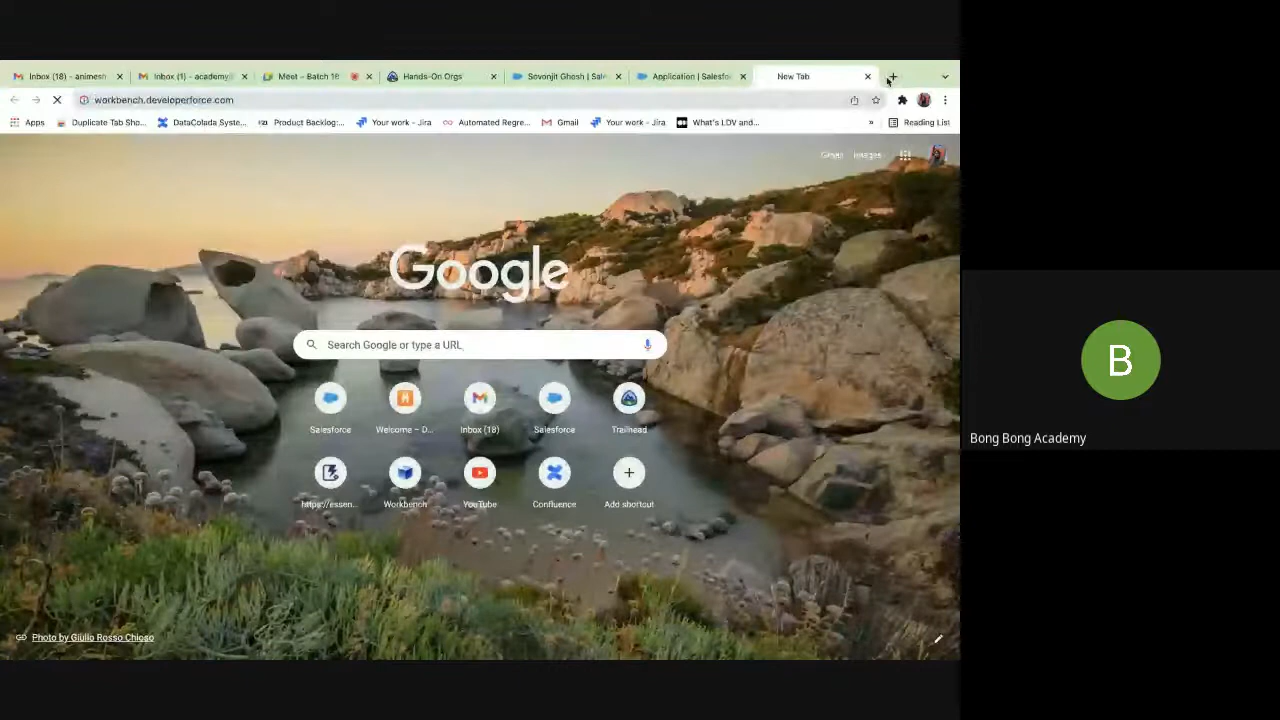 Inbox (18) - animesh
Inbox (1) - academy@
Meet – Batch 16
Hands-On Orgs
Sovonjit Ghosh | Sale
Application | Salesfo
New Tab
workbench.developerforce.com
Apps
Duplicate Tab Sho...
DataColada Syste...
Product Backlog:...
Your work - Jira
Automated Regre...
Gmail
Your work - Jira
What's LDV and...
»
Reading List
Gmail
Images
Google
Search Google or type a URL
Salesforce
Welcome – D...
Inbox (18)
Salesforce
Trailhead
https://essen...
Workbench
YouTube
Confluence
Add shortcut
Photo by Giulio Rosso Chioso
B
Bong Bong Academy